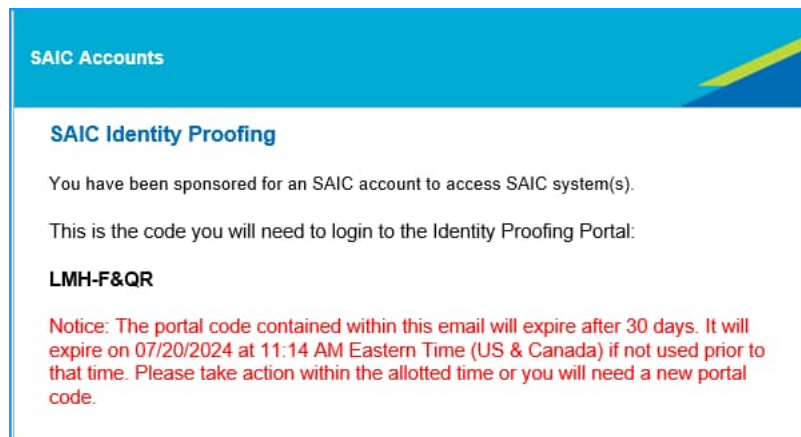 SAIC Accounts
SAIC Identity Proofing
You have been sponsored for an SAIC account to access SAIC system(s).
This is the code you will need to login to the Identity Proofing Portal:
LMH-F&QR
Notice: The portal code contained within this email will expire after 30 days. It will
expire on 07/20/2024 at 11:14 AM Eastern Time (US & Canada) if not used prior to
that time. Please take action within the allotted time or you will need a new portal
code.